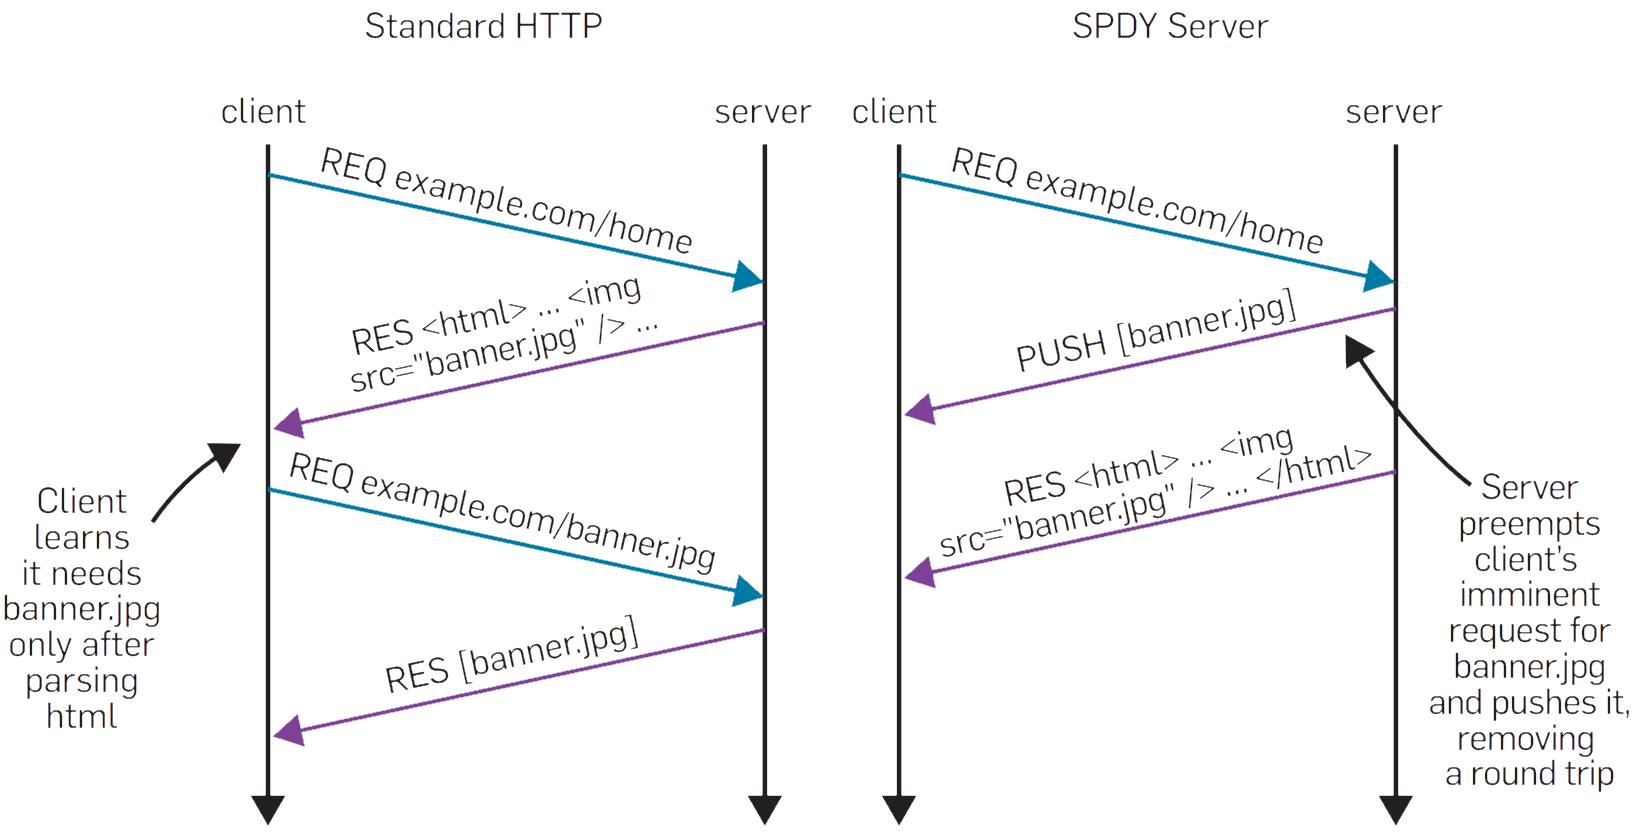 Standard HTTP
client
server
REQ example.com/home
RES <html> ... <img
src="banner.jpg" /> ...
Client
learns
it needs
banner.jpg
only after
parsing
html
REQ example.com/banner.jpg
RES [banner.jpg]
SPDY Server
client
server
REQ example.com/home
PUSH [banner.jpg]
RES <html> ... <img
src="banner.jpg" /> ... </html>
Server
preempts
client’s
imminent
request for
banner.jpg
and pushes it,
removing
a round trip